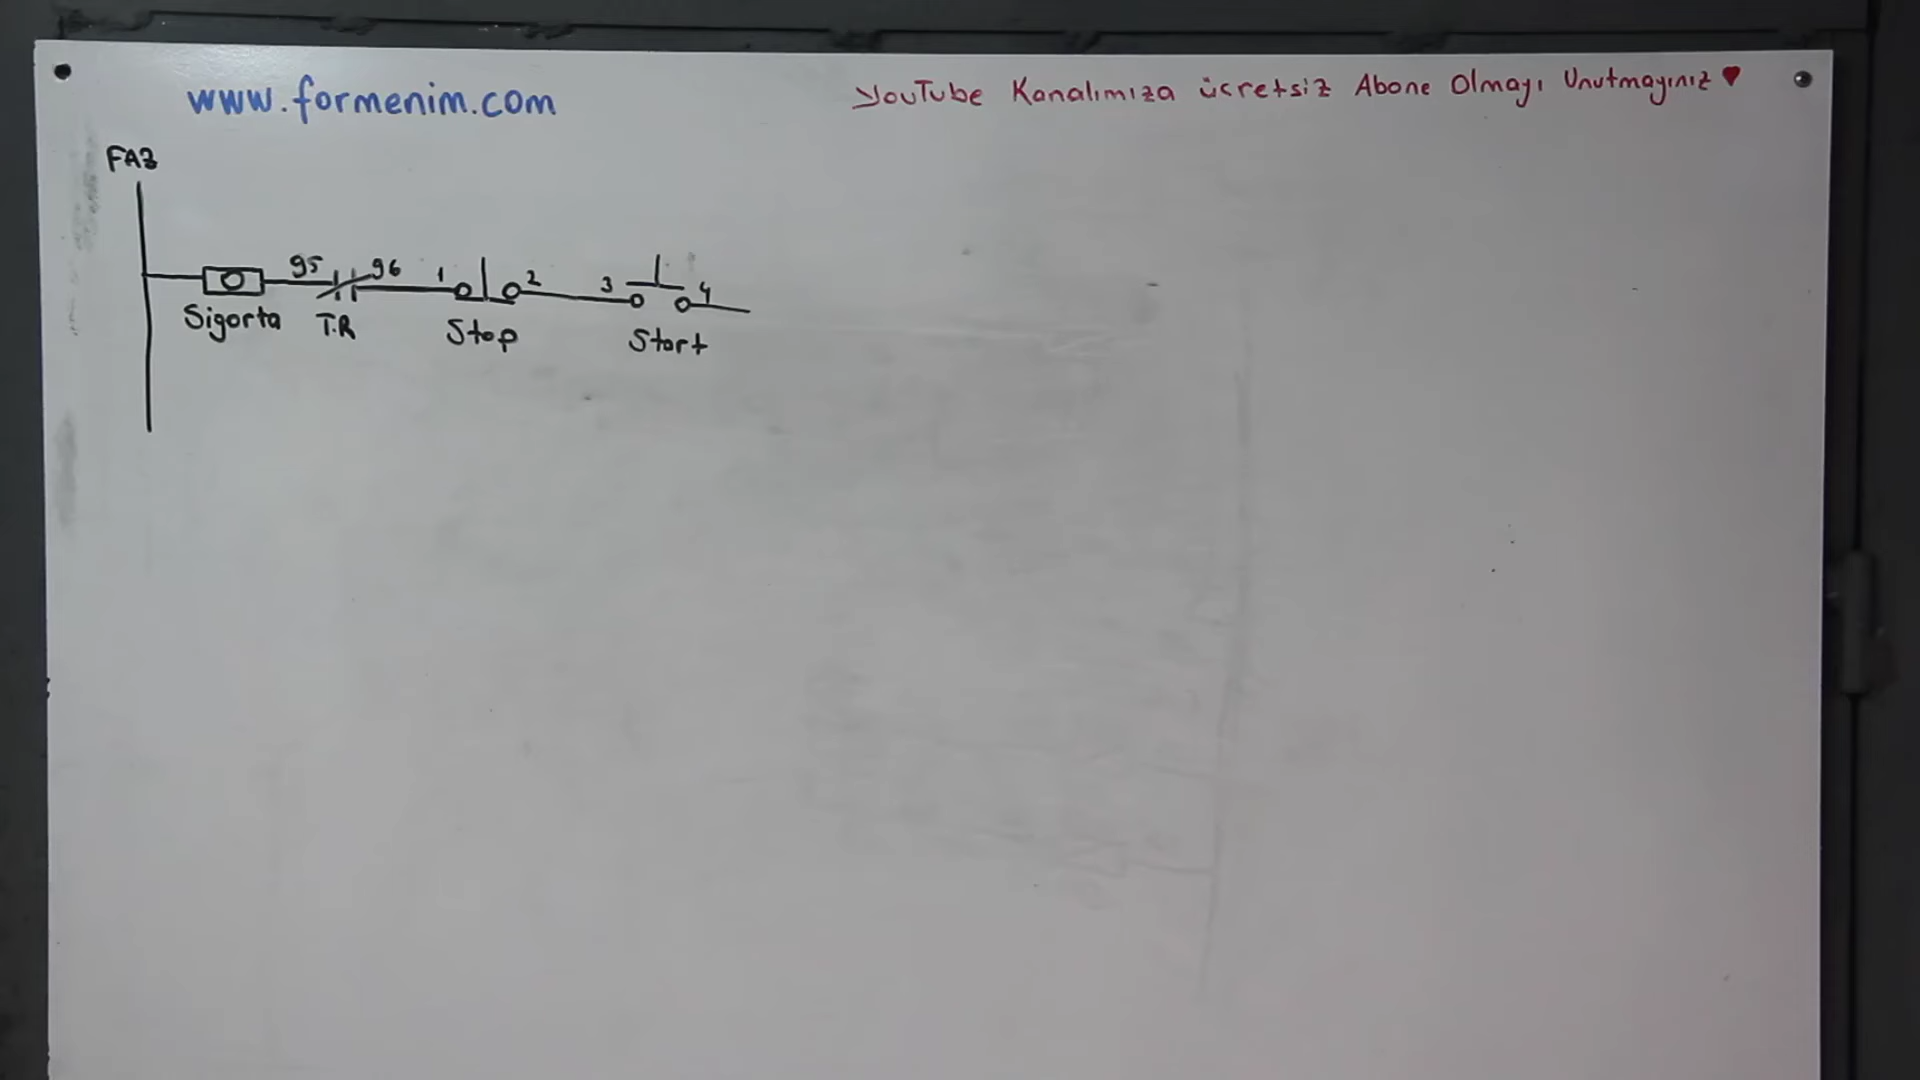 www.formenim.com
YouTube Kanalımıza ücretsiz Abone Olmayı Unutmayınız ♥
FAZ
95 96 1 2 3 4
Sigorta T.R Stop Start